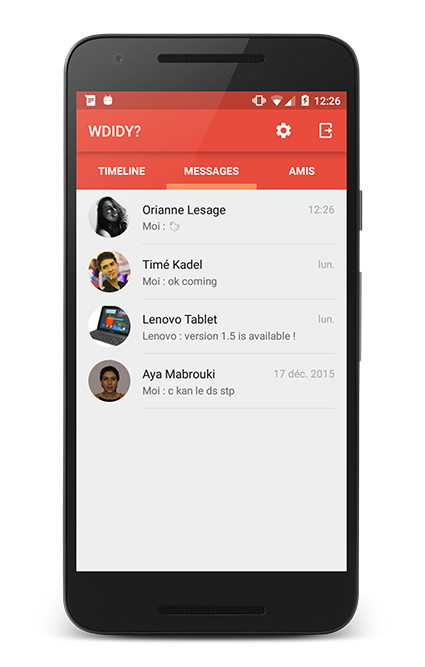 12:26
WDIDY?
TIMELINE MESSAGES AMIS
Orianne Lesage 12:26
Moi :
Timé Kadel lun.
Moi : ok coming
Lenovo Tablet lun.
Lenovo : version 1.5 is available !
Aya Mabrouki 17 déc. 2015
Moi : c kan le ds stp